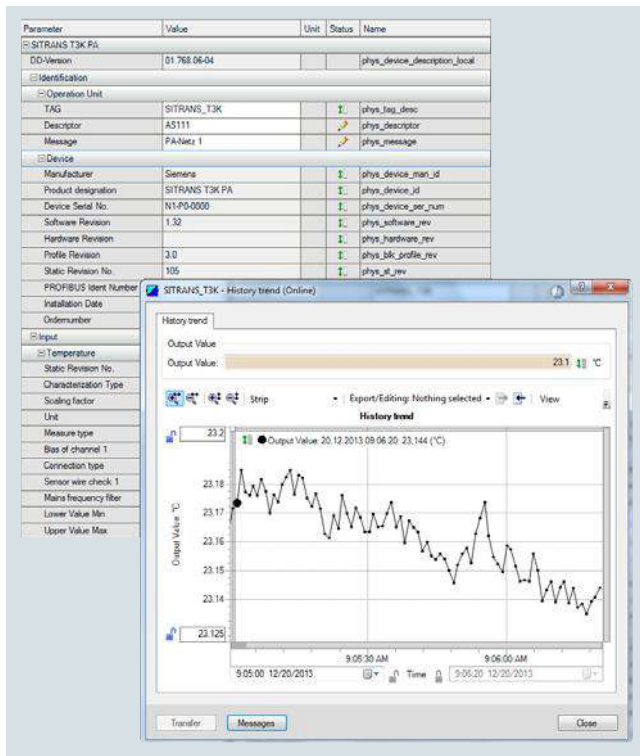 Parameter Value Unit Status Name
SITRANS T3K PA
DD-Version 01.768.06-04 phys_device_description_local
Identification
Operation Unit
TAG SITRANS_T3K phys_tag_desc
Descriptor AS111 phys_descriptor
Message PA-Netz 1 phys_message
Device
Manufacturer Siemens phys_device_man_id
Product designation SITRANS T3K PA phys_device_id
Device Serial No. N1-P0-0000 phys_device_ser_num
Software Revision 1.32 phys_software_rev
Hardware Revision phys_hardware_rev
Profile Revision 3.0 phys_blk_profile_rev
Static Revision No. 105 phys_st_rev
PROFIBUS Ident Number
Installation Date
Ordernumber
Input
Temperature
Static Revision No.
Characterization Type
Scaling factor
Unit
Measure type
Bias of channel 1
Connection type
Sensor wire check 1
Mains frequency filter
Lower Value Min
Upper Value Max
SITRANS_T3K - History trend (Online)
History trend
Output Value
Output Value: 23.1 °C
Strip Export/Editing: Nothing selected View
History trend
23.2
Output Value: 20.12.2013 09:06:20 23,144 (°C)
23.18
23.17
23.16
23.15
23.14
23.125
Output Value °C
9:05:30 AM 9:06:00 AM
9:05:00 12/20/2013 Time 9:06:20 12/20/2013
Transfer Messages Close